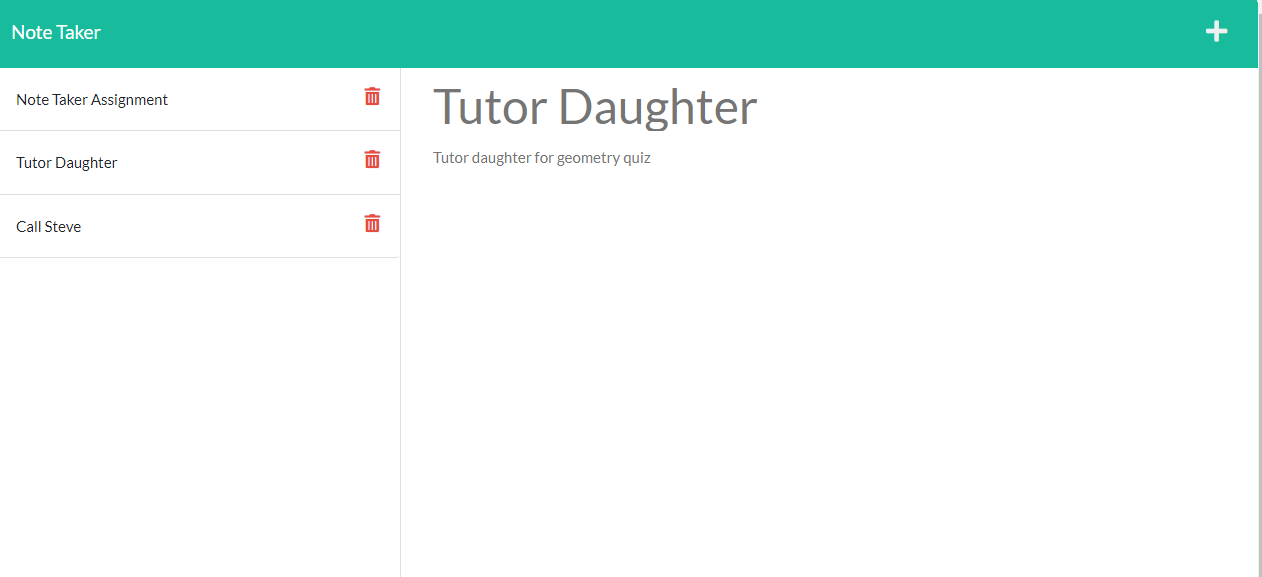 Note Taker
Note Taker Assignment
Tutor Daughter
Call Steve
Tutor Daughter
Tutor daughter for geometry quiz